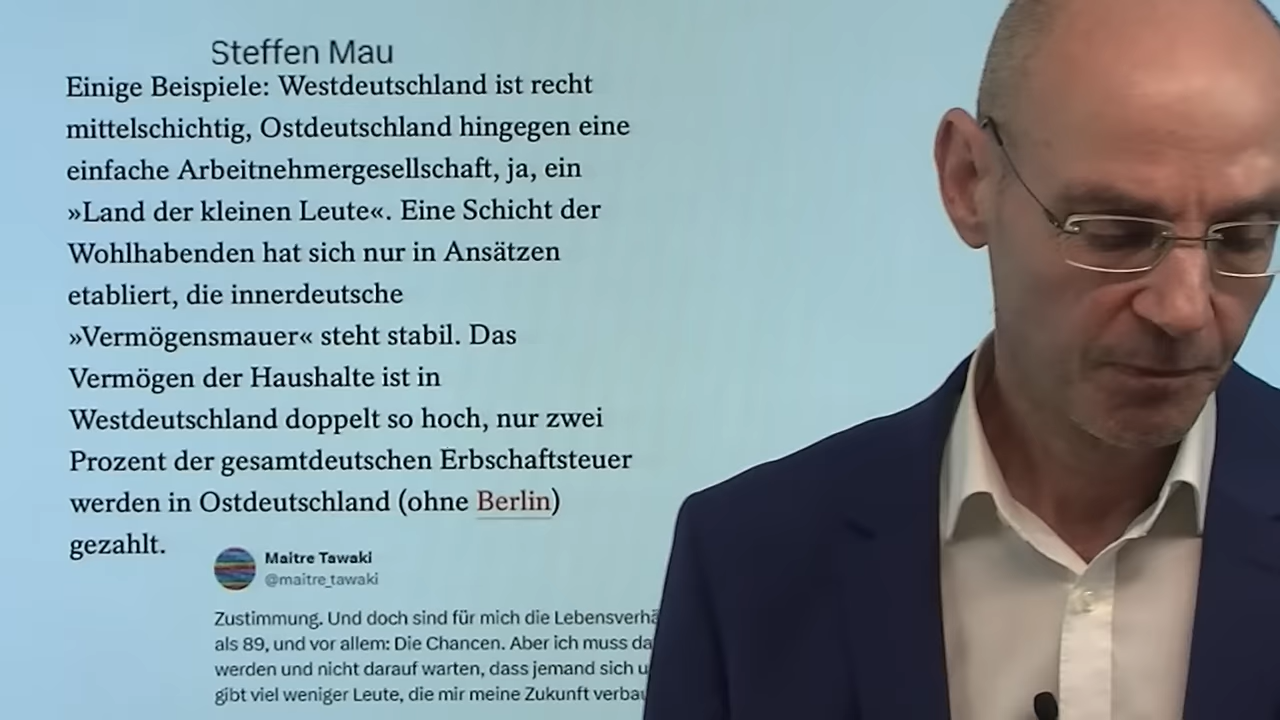 Steffen Mau
Einige Beispiele: Westdeutschland ist recht
mittelschichtig, Ostdeutschland hingegen eine
einfache Arbeitnehmergesellschaft, ja, ein
»Land der kleinen Leute«. Eine Schicht der
Wohlhabenden hat sich nur in Ansätzen
etabliert, die innerdeutsche
»Vermögensmauer« steht stabil. Das
Vermögen der Haushalte ist in
Westdeutschland doppelt so hoch, nur zwei
Prozent der gesamtdeutschen Erbschaftsteuer
werden in Ostdeutschland (ohne Berlin)
gezahlt.
Maitre Tawaki
@maitre_tawaki
Zustimmung. Und doch sind für mich die
als 89, und vor allem: Die Chancen. Aber ich muss
werden und nicht darauf warten, dass jemand sich
gibt viel weniger Leute, die mir meine Zukunft